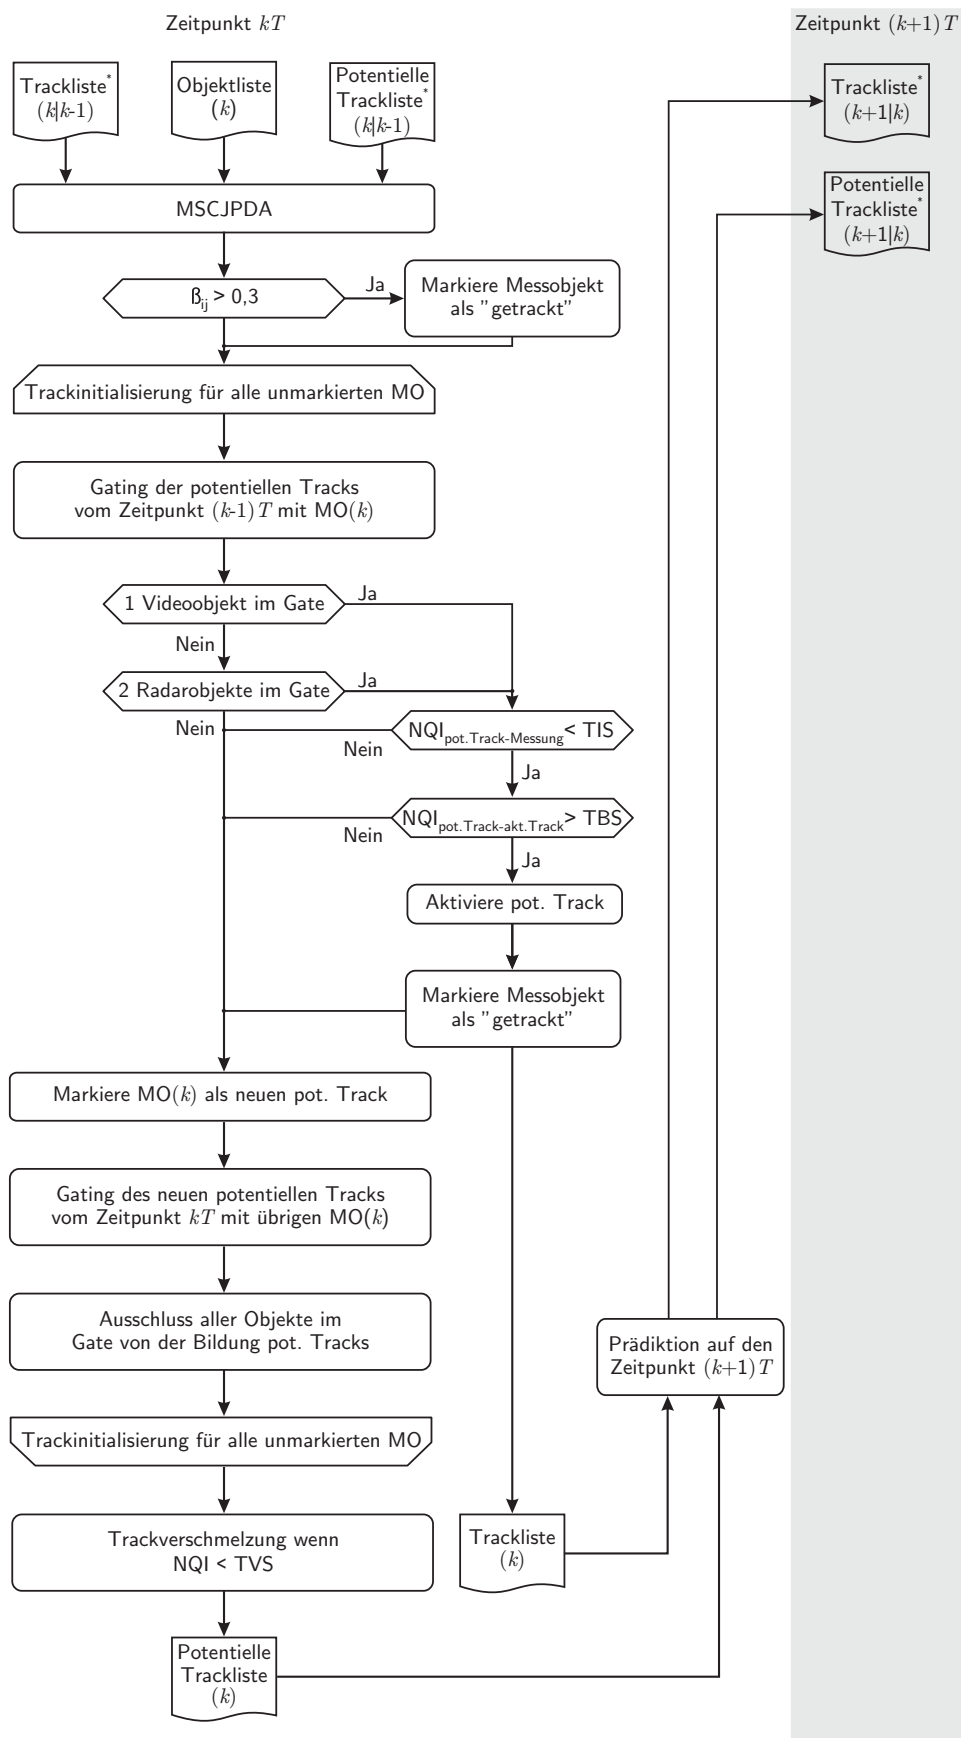 Zeitpunkt kT
Zeitpunkt (k+1) T
Trackliste*
(k|k-1)
Objektliste
(k)
Potentielle
Trackliste*
(k|k-1)
Trackliste*
(k+1|k)
Potentielle
Trackliste*
(k+1|k)
MSCJPDA
ßij > 0,3
Ja
Markiere Messobjekt
als "getrackt"
Trackinitialisierung für alle unmarkierten MO
Gating der potentiellen Tracks
vom Zeitpunkt (k-1) T mit MO(k)
1 Videoobjekt im Gate
Ja
Nein
2 Radarobjekte im Gate
Ja
Nein
NQIpot.Track-Messung< TIS
Nein
Ja
NQIpot.Track-akt.Track> TBS
Nein
Ja
Aktiviere pot. Track
Markiere Messobjekt
als "getrackt"
Markiere MO(k) als neuen pot. Track
Gating des neuen potentiellen Tracks
vom Zeitpunkt kT mit übrigen MO(k)
Ausschluss aller Objekte im
Gate von der Bildung pot. Tracks
Prädiktion auf den
Zeitpunkt (k+1) T
Trackinitialisierung für alle unmarkierten MO
Trackverschmelzung wenn
NQI < TVS
Trackliste
(k)
Potentielle
Trackliste
(k)